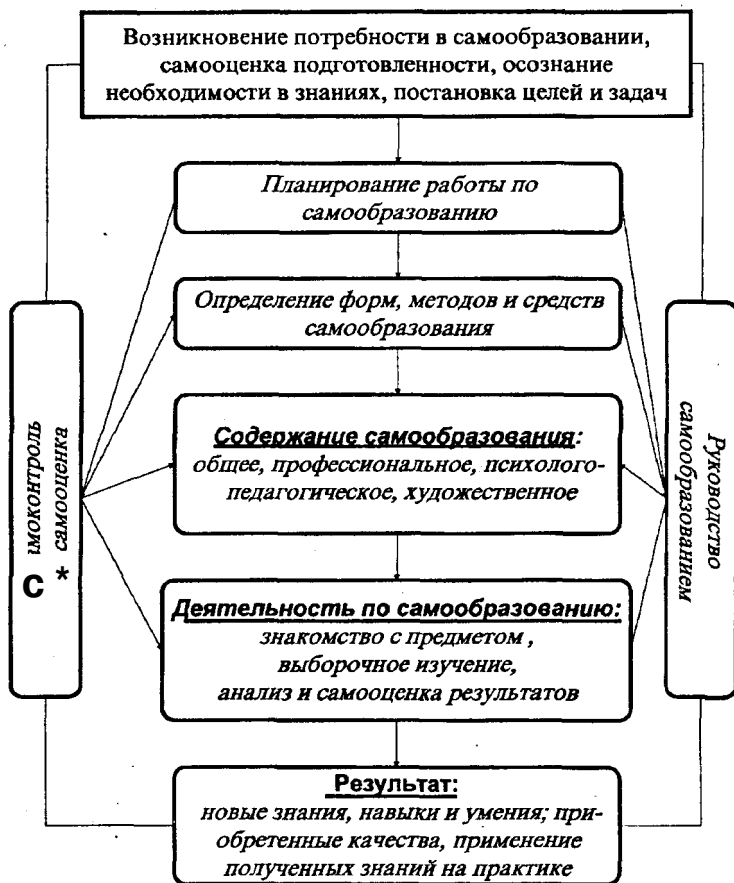 Возникновение потребности в самообразовании,
самооценка подготовленности, осознание
необходимости в знаниях, постановка целей и задач
Планирование работы по
самообразованию
Определение форм, методов и средств
самообразования
Содержание самообразования:
общее, профессиональное, психолого-
педагогическое, художественное
Деятельность по самообразованию:
знакомство с предметом ,
выборочное изучение,
анализ и самооценка результатов
Результат:
новые знания, навыки и умения; при-
обретенные качества, применение
полученных знаний на практике
С имоконтроль
* самооценка
Руководство
самообразованием